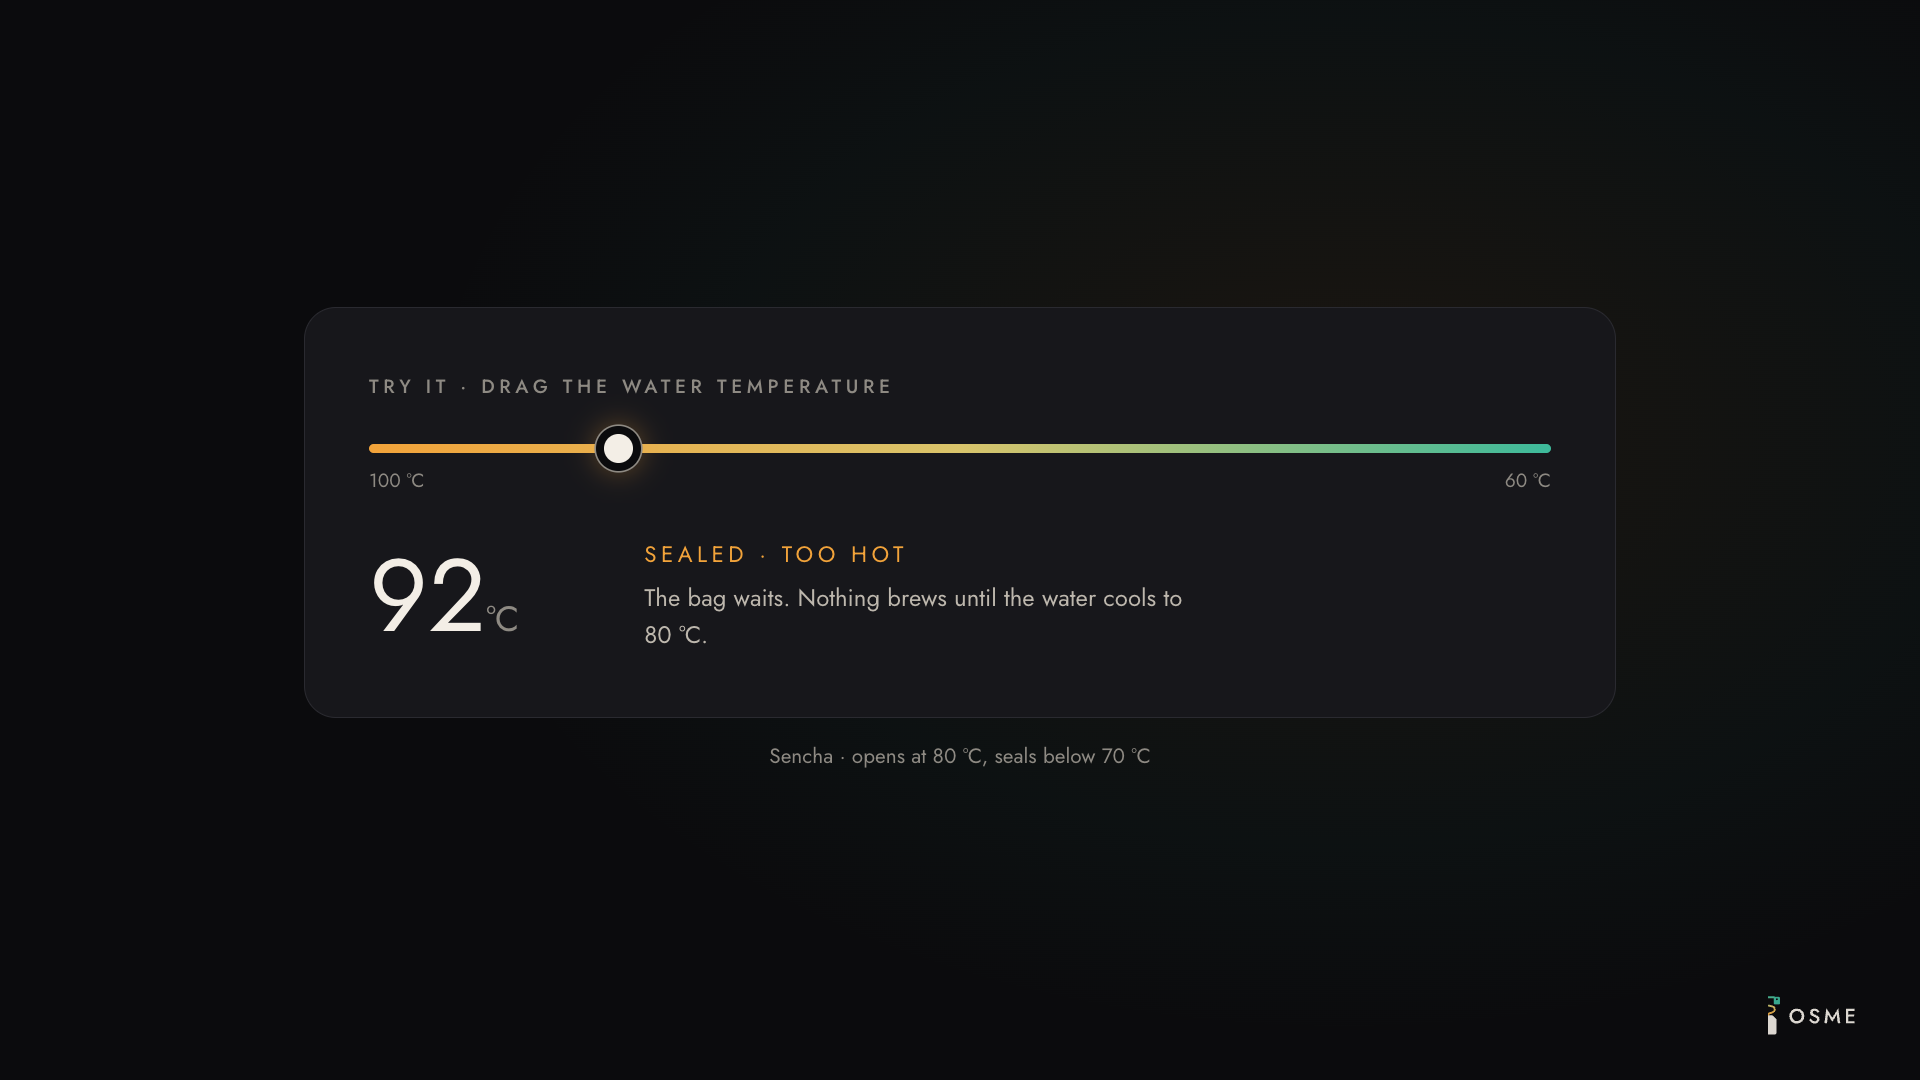 TRY IT · DRAG THE WATER TEMPERATURE
100 °C
60 °C
92 °C
SEALED · TOO HOT
The bag waits. Nothing brews until the water cools to
80 °C.
Sencha · opens at 80 °C, seals below 70 °C
OSME